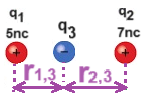 q1 q3 q2
5nc 7nc
+ - +
r1,3 r2,3